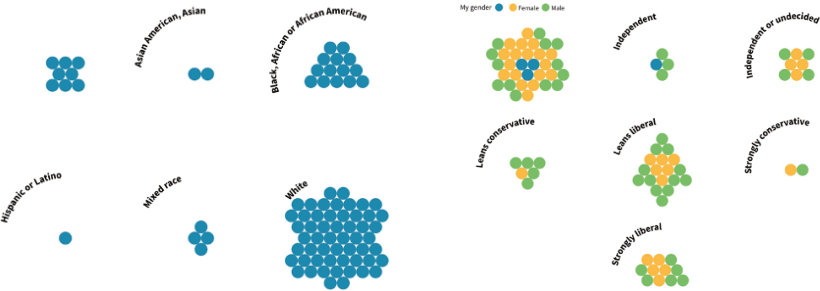 Asian American, Asian
Black, African or African American
Hispanic or Latino
Mixed race
White
My gender Female Male
Independent
Independent or undecided
Leans conservative
Leans liberal
Strongly conservative
Strongly liberal